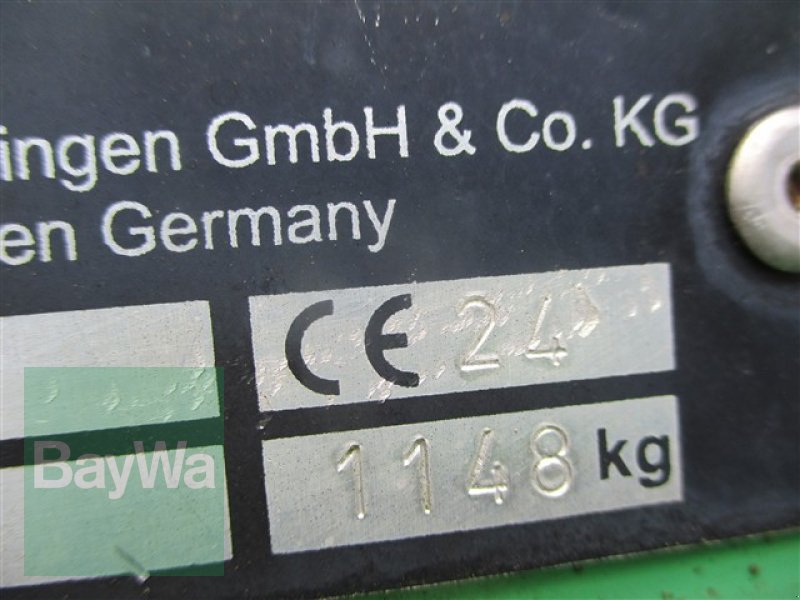 ingen GmbH & Co. KG
en Germany
CE 24
1148 kg
BayWa